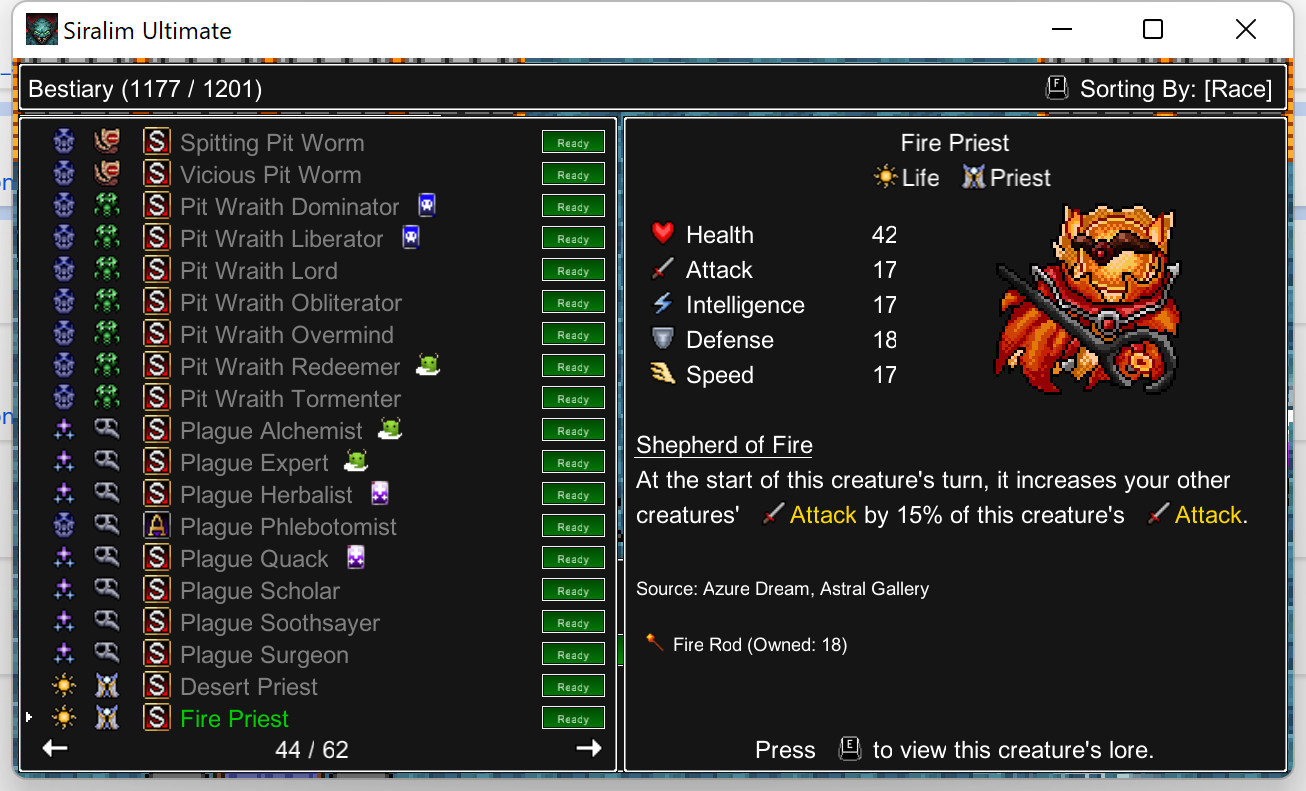 Siralim Ultimate
Bestiary (1177 / 1201)
F Sorting By: [Race]
S Spitting Pit Worm Ready
S Vicious Pit Worm Ready
S Pit Wraith Dominator Ready
S Pit Wraith Liberator Ready
S Pit Wraith Lord Ready
S Pit Wraith Obliterator Ready
S Pit Wraith Overmind Ready
S Pit Wraith Redeemer Ready
S Pit Wraith Tormenter Ready
S Plague Alchemist Ready
S Plague Expert Ready
S Plague Herbalist Ready
A Plague Phlebotomist Ready
S Plague Quack Ready
S Plague Scholar Ready
S Plague Soothsayer Ready
S Plague Surgeon Ready
S Desert Priest Ready
S Fire Priest Ready
44 / 62
Fire Priest
Life Priest
Health 42
Attack 17
Intelligence 17
Defense 18
Speed 17
Shepherd of Fire
At the start of this creature's turn, it increases your other
creatures' Attack by 15% of this creature's Attack.
Source: Azure Dream, Astral Gallery
Fire Rod (Owned: 18)
Press E to view this creature's lore.